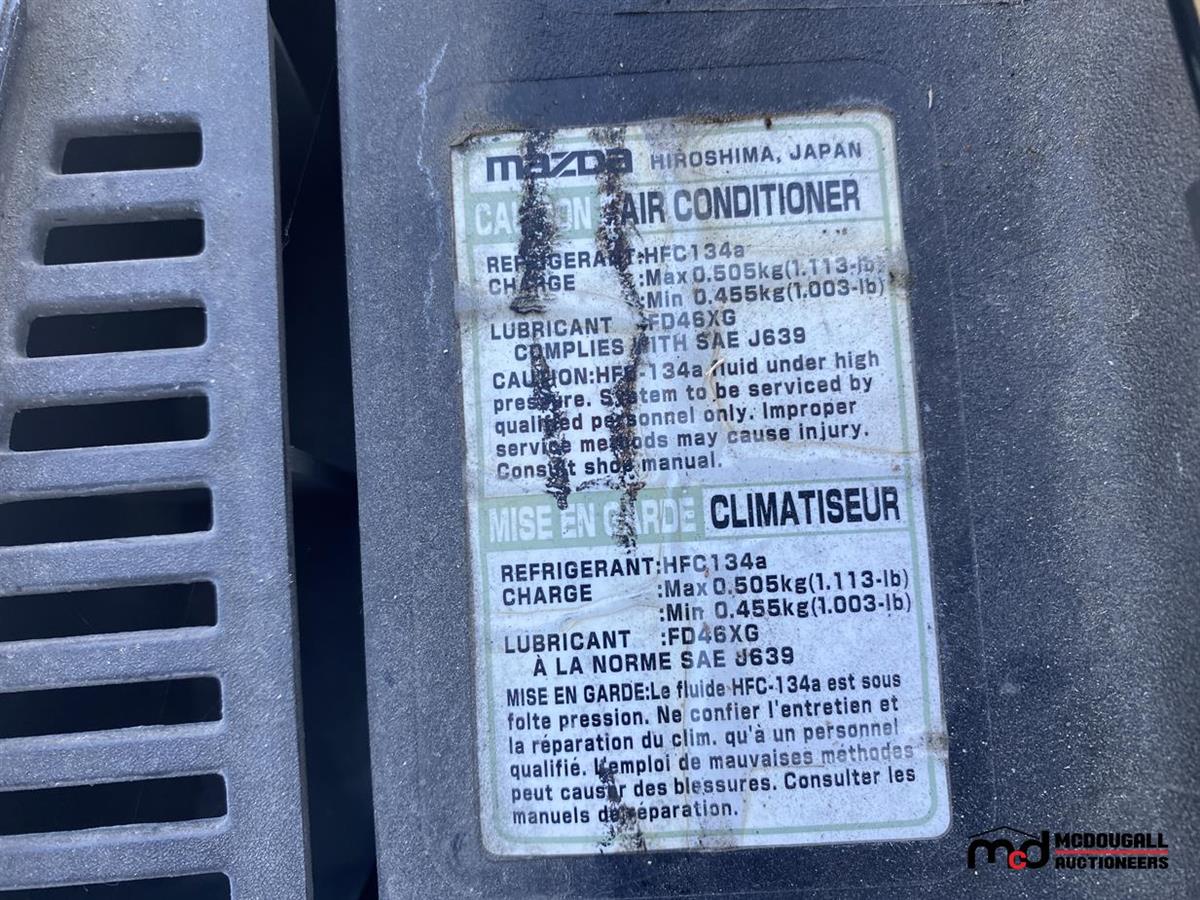 mazda HIROSHIMA, JAPAN
CAUTION AIR CONDITIONER
REFRIGERANT:HFC134a
CHARGE :Max 0.505kg(1.113-lb)
:Min 0.455kg(1.003-lb)
LUBRICANT :FD46XG
COMPLIES WITH SAE J639
CAUTION:HFC-134a fluid under high
pressure. System to be serviced by
qualified personnel only. Improper
service methods may cause injury.
Consult shop manual.
MISE EN GARDE CLIMATISEUR
REFRIGERANT:HFC134a
CHARGE :Max 0.505kg(1.113-lb)
:Min 0.455kg(1.003-lb)
LUBRICANT :FD46XG
À LA NORME SAE J639
MISE EN GARDE:Le fluide HFC-134a est sous
folte pression. Ne confier l'entretien et
la réparation du clim. qu'à un personnel
qualifié. L'emploi de mauvaises méthodes
peut causer des blessures. Consulter les
manuels de réparation.
mcd MCDOUGALL
AUCTIONEERS